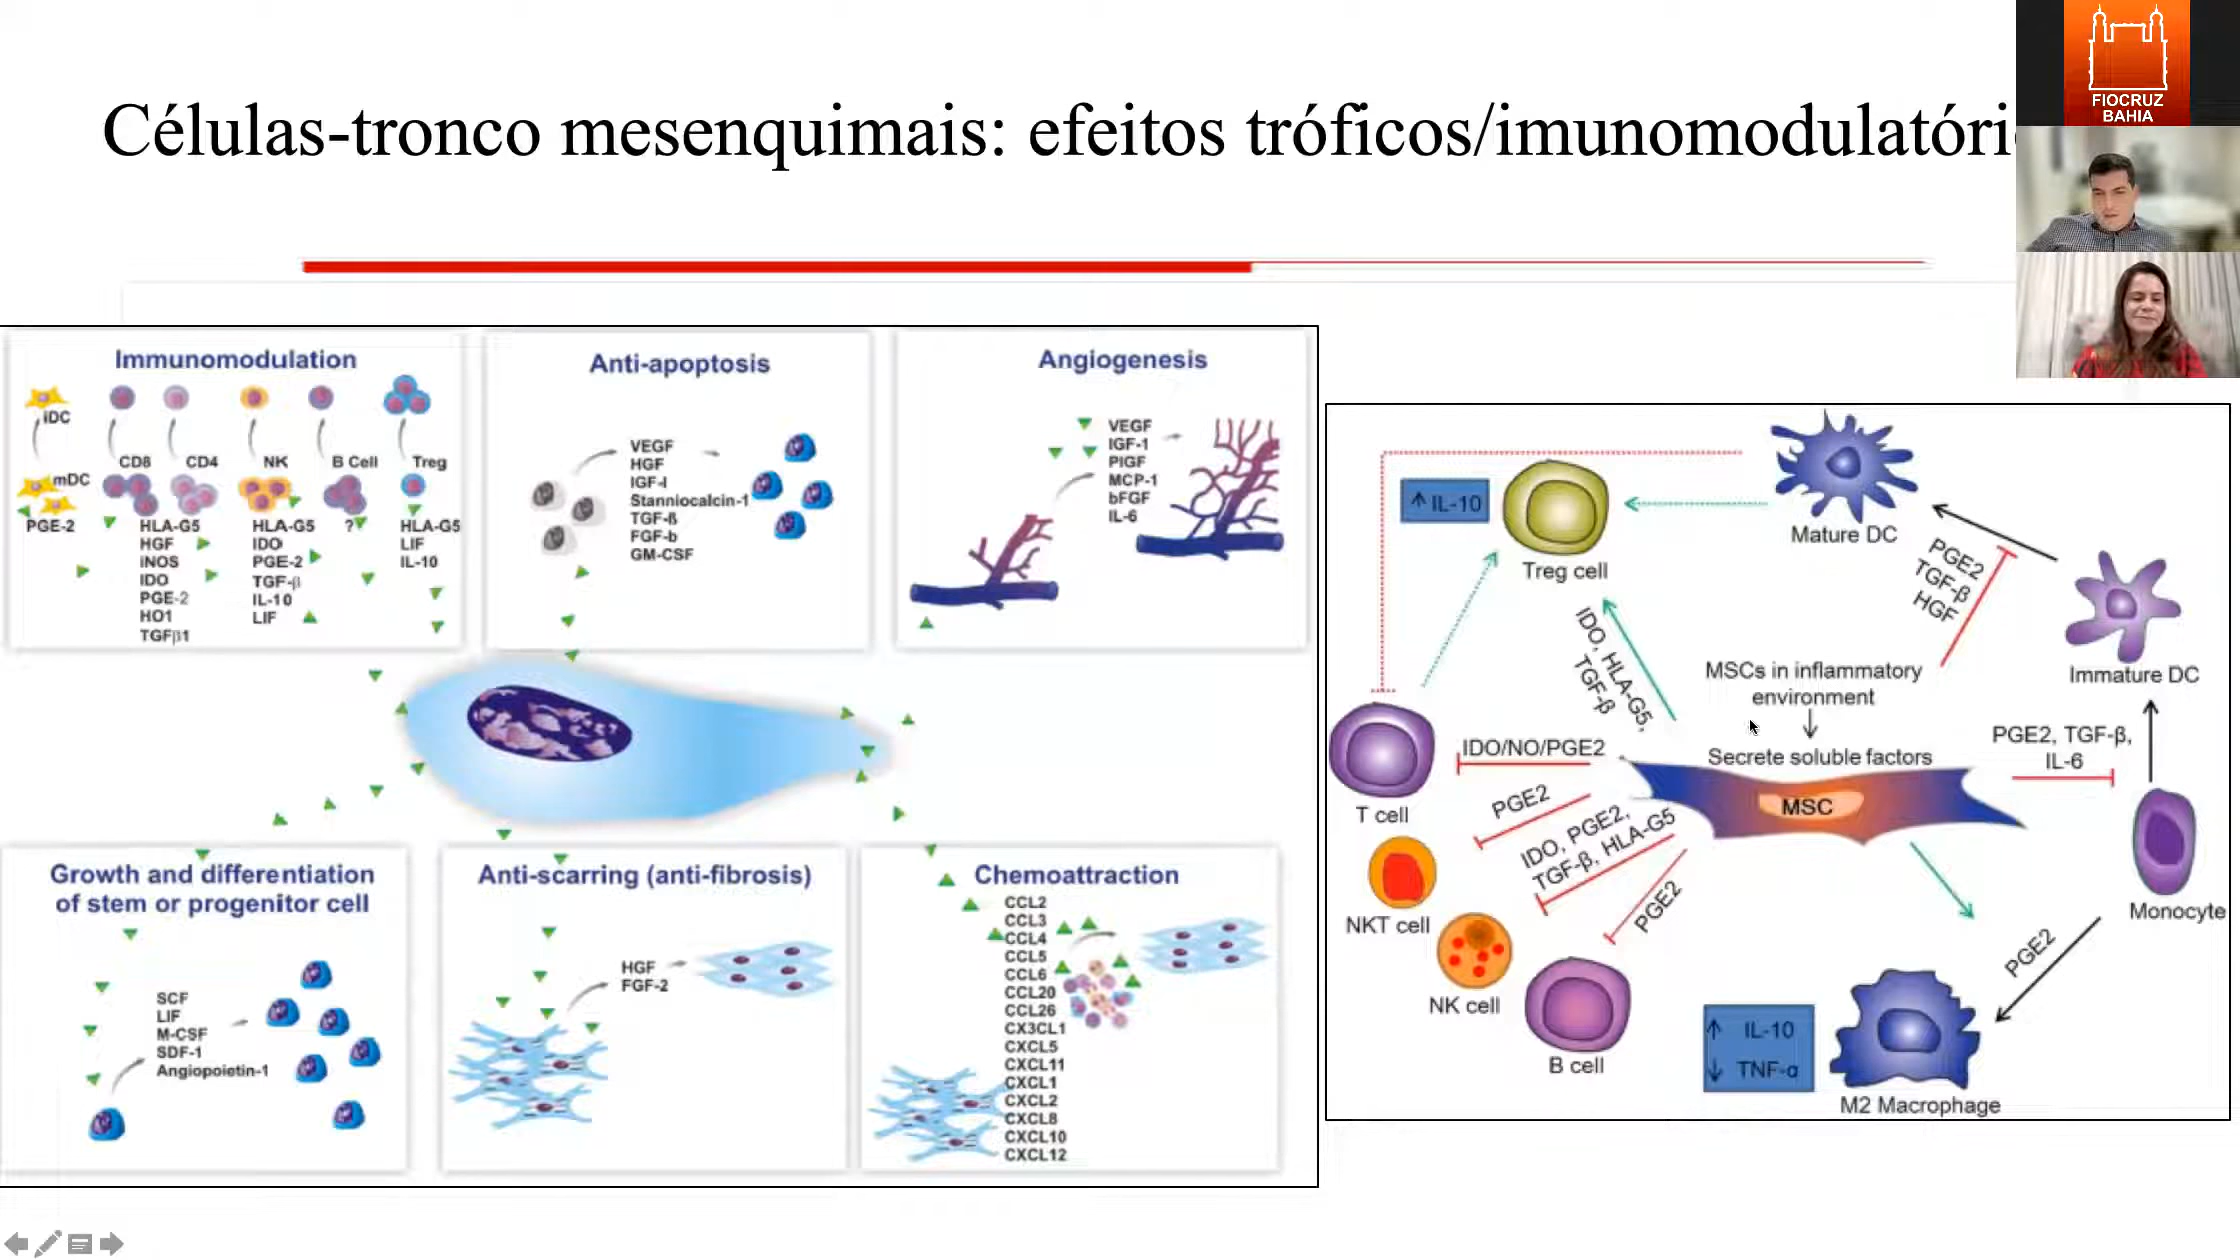 Células-tronco mesenquimais: efeitos tróficos/imunomodulatóri
FIOCRUZ
BAHIA
Immunomodulation
iDC
mDC
PGE-2
CD8
CD4
NK
B Cell
Treg
HLA-G5
HGF
iNOS
IDO
PGE-2
HO1
TGFβ1
HLA-G5
IDO
PGE-2
TGF-β
IL-10
LIF
?
HLA-G5
LIF
IL-10
Anti-apoptosis
VEGF
HGF
IGF-I
Stanniocalcin-1
TGF-ß
FGF-b
GM-CSF
Angiogenesis
VEGF
IGF-1
PIGF
MCP-1
bFGF
IL-6
Growth and differentiation
of stem or progenitor cell
SCF
LIF
M-CSF
SDF-1
Angiopoietin-1
Anti-scarring (anti-fibrosis)
HGF
FGF-2
Chemoattraction
CCL2
CCL3
CCL4
CCL5
CCL6
CCL20
CCL26
CX3CL1
CXCL5
CXCL11
CXCL1
CXCL2
CXCL8
CXCL10
CXCL12
↑ IL-10
Treg cell
Mature DC
PGE2
TGF-β
HGF
Immature DC
IDO, HLA-G5,
TGF-β
MSCs in inflammatory
environment
Secrete soluble factors
MSC
PGE2, TGF-β,
IL-6
IDO/NO/PGE2
T cell
PGE2
IDO, PGE2,
TGF-β, HLA-G5
PGE2
NKT cell
NK cell
B cell
Monocyte
PGE2
↑ IL-10
↓ TNF-α
M2 Macrophage